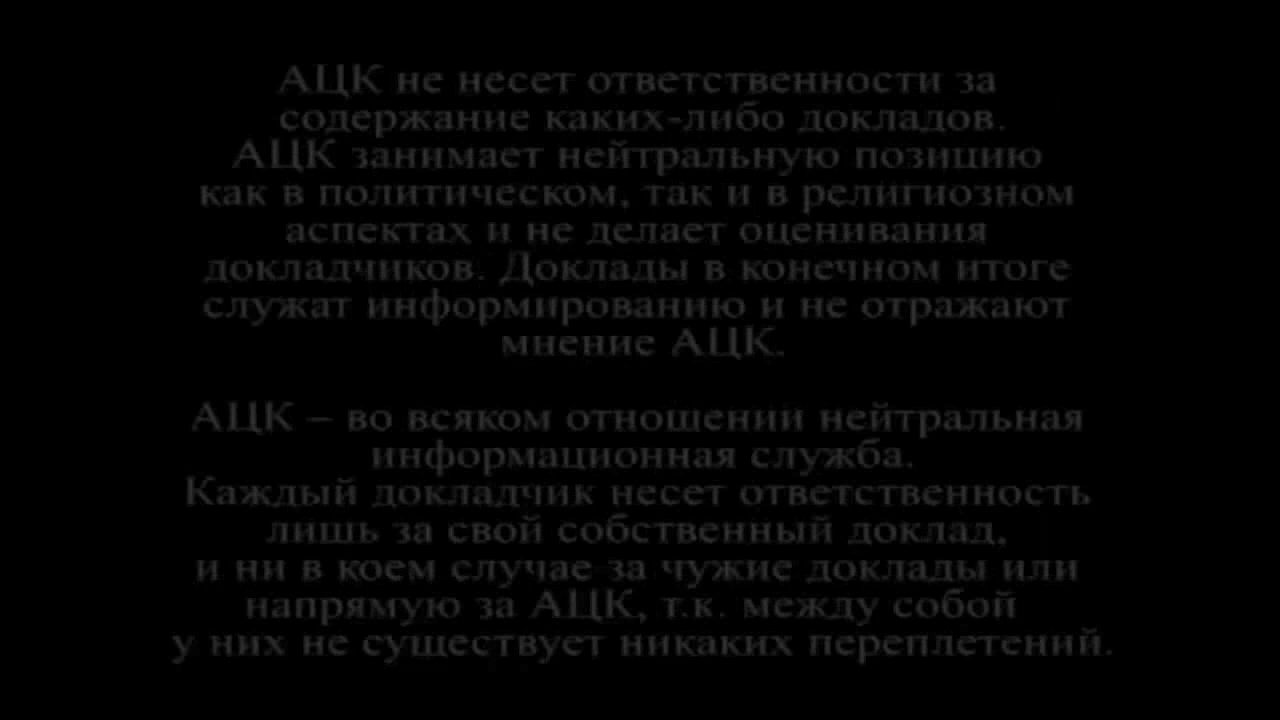 АЦК не несет ответственности за
содержание каких-либо докладов.
АЦК занимает нейтральную позицию
как в политическом, так и в религиозном
аспектах и не делает оценивания
докладчиков. Доклады в конечном итоге
служат информированию и не отражают
мнение АЦК.
АЦК – во всяком отношении нейтральная
информационная служба.
Каждый докладчик несет ответственность
лишь за свой собственный доклад,
и ни в коем случае за чужие доклады или
напрямую за АЦК, т.к. между собой
у них не существует никаких переплетений.